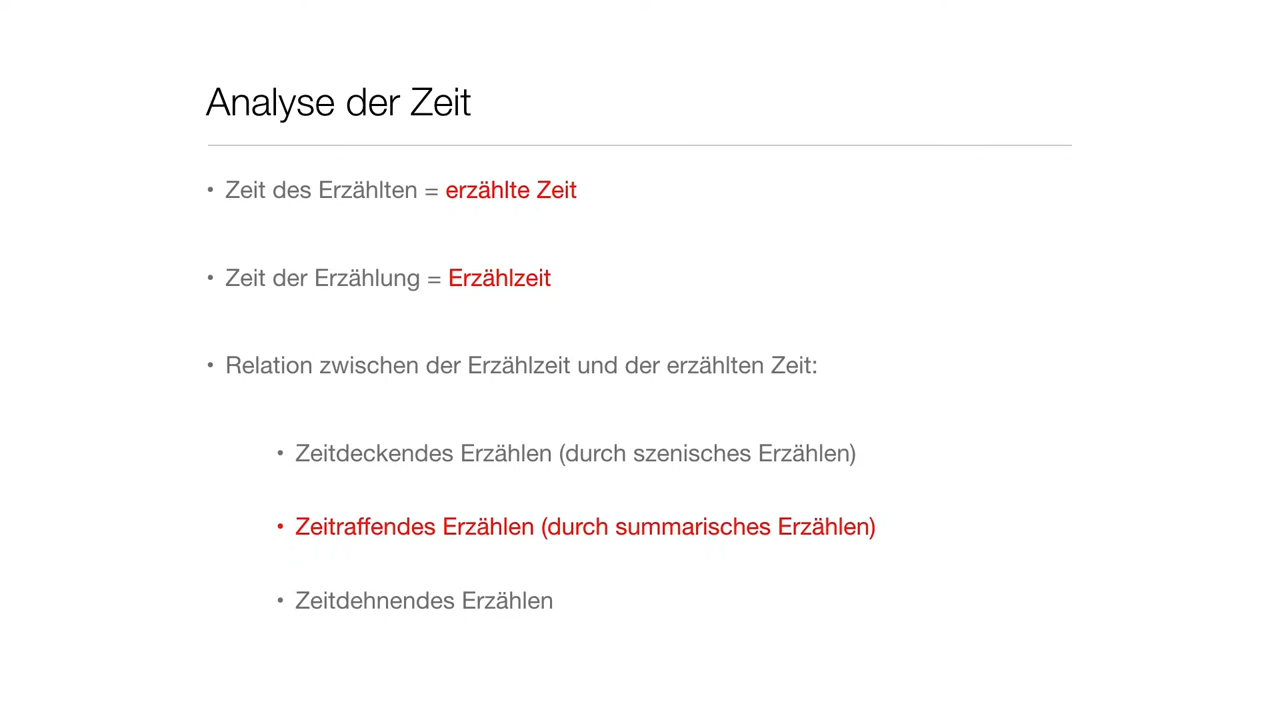 Analyse der Zeit
• Zeit des Erzählten = erzählte Zeit
• Zeit der Erzählung = Erzählzeit
• Relation zwischen der Erzählzeit und der erzählten Zeit:
• Zeitdeckendes Erzählen (durch szenisches Erzählen)
• Zeitraffendes Erzählen (durch summarisches Erzählen)
• Zeitdehnendes Erzählen